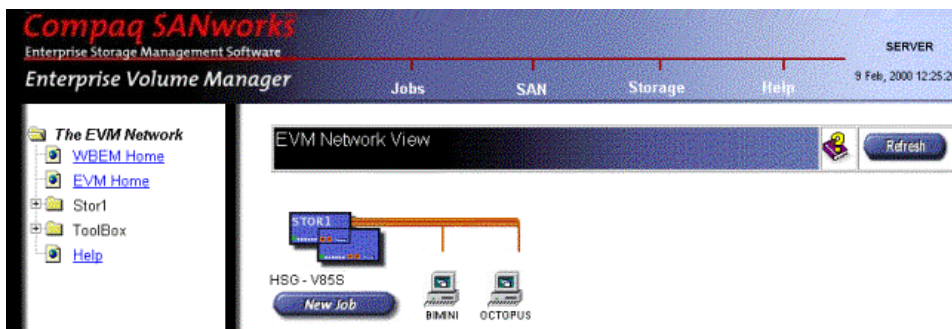 Compaq SANworks
Enterprise Storage Management Software
Enterprise Volume Manager
Jobs SAN Storage Help
SERVER
9 Feb, 2000 12:25:2
The EVM Network
WBEM Home
EVM Home
Stor1
ToolBox
Help
EVM Network View
Refresh
STOR1
HSG - V85S
New Job
BIMINI
OCTOPUS